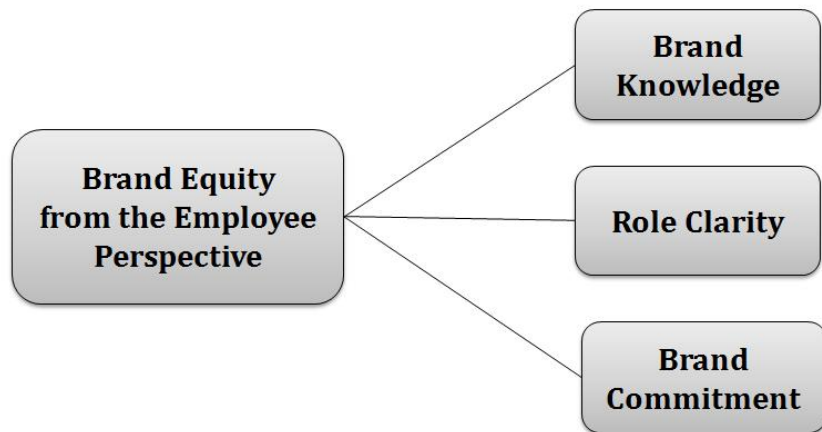 Brand Equity
from the Employee
Perspective
Brand
Knowledge
Role Clarity
Brand
Commitment